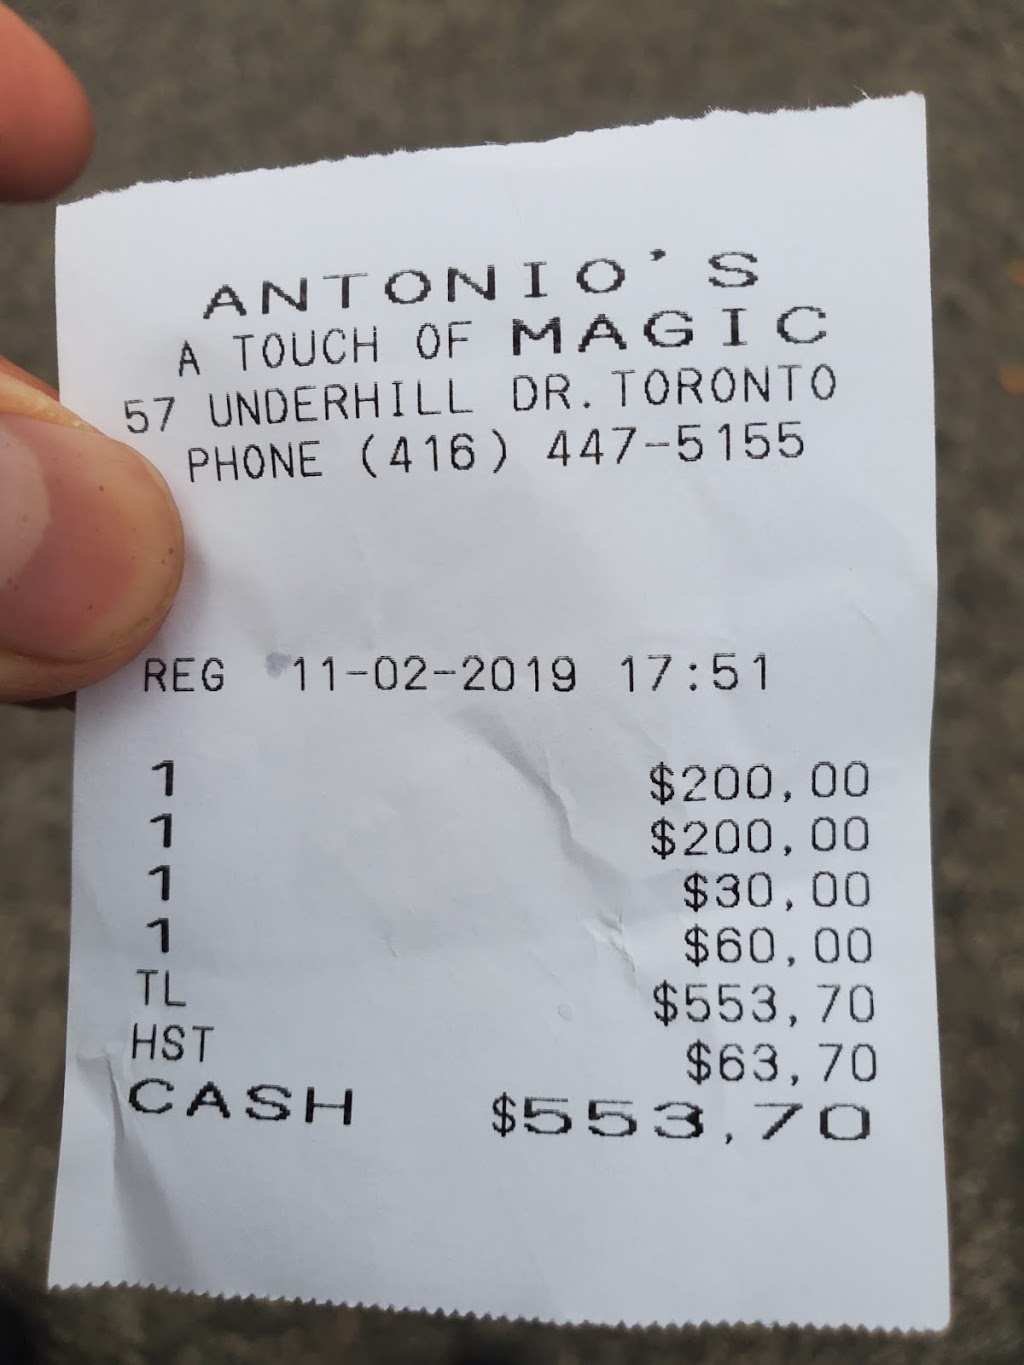 ANTONIO'S
A TOUCH OF MAGIC
57 UNDERHILL DR. TORONTO
PHONE (416) 447-5155
REG 11-02-2019 17:51
1 $200,00
1 $200,00
1 $30,00
1 $60,00
TL $553,70
HST $63,70
CASH $553,70